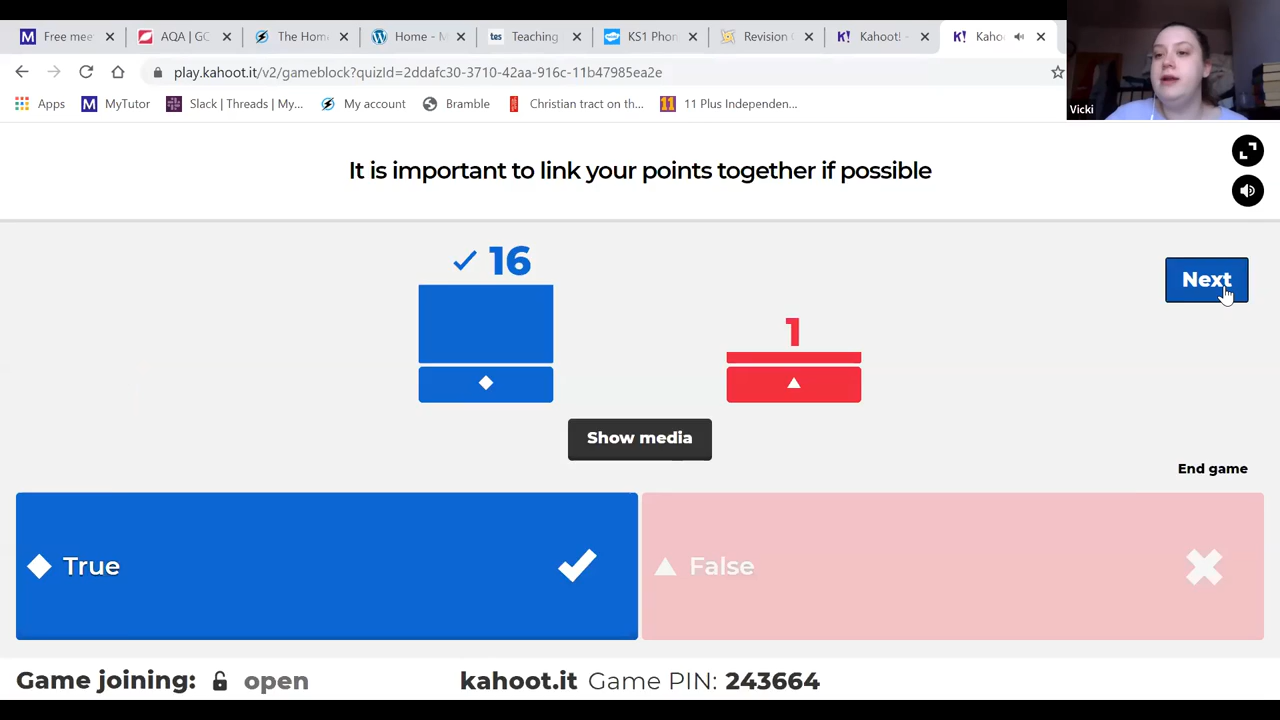 Free mee
AQA | GC
The Hom
Home - M
tes Teaching
KS1 Phon
Revision C
K! Kahoot! -
K! Kaho
play.kahoot.it/v2/gameblock?quizId=2ddafc30-3710-42aa-916c-11b47985ea2e
Apps
M MyTutor
Slack | Threads | My...
My account
Bramble
Christian tract on th...
11 11 Plus Independen...
Vicki
It is important to link your points together if possible
16
1
Next
Show media
End game
True
False
Game joining: open
kahoot.it Game PIN: 243664